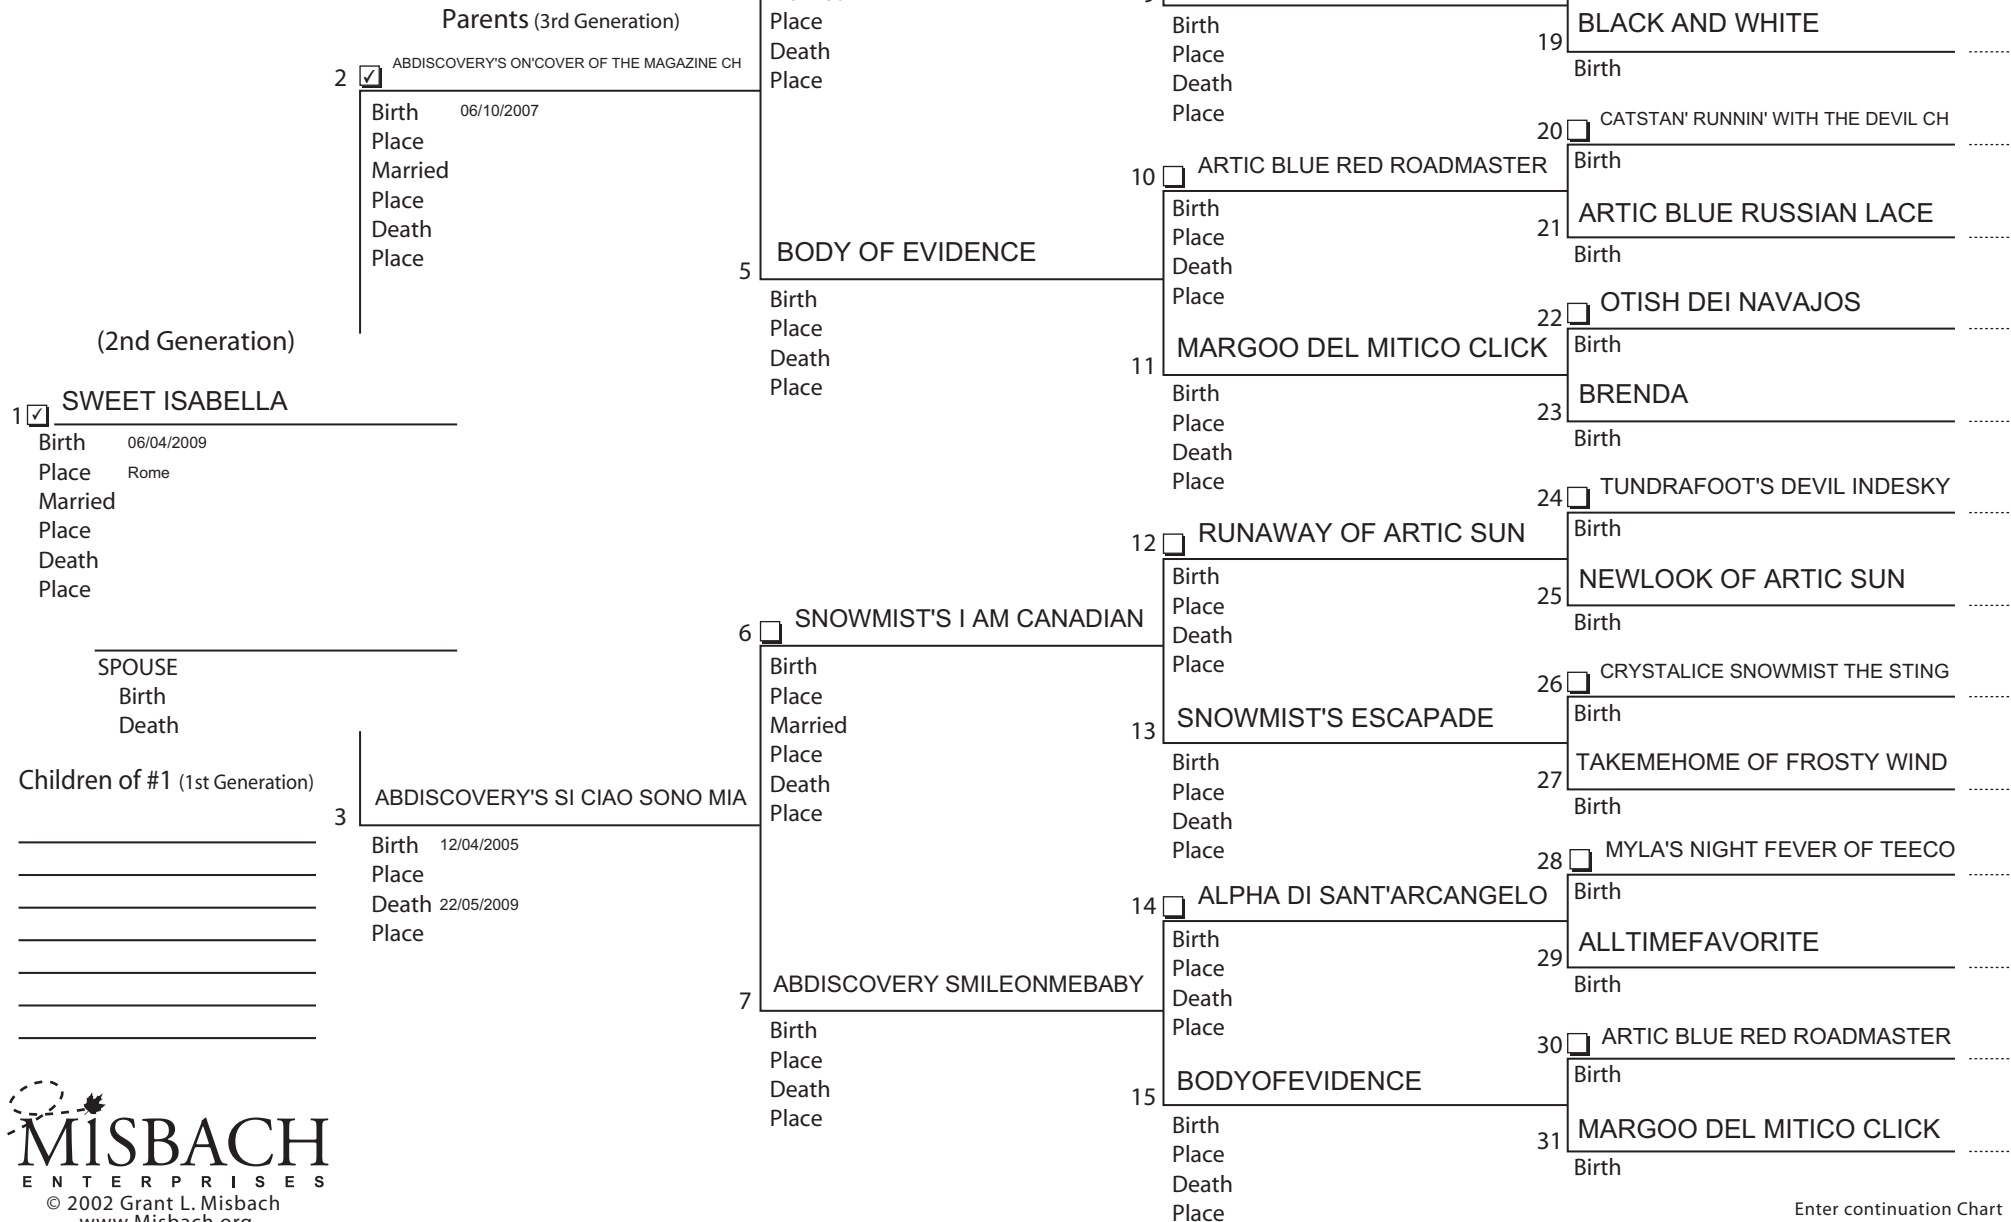 Parents (3rd Generation)
2 ABDISCOVERY'S ON'COVER OF THE MAGAZINE CH
Birth 06/10/2007
Place
Married
Place
Death
Place
(2nd Generation)
1 SWEET ISABELLA
Birth 06/04/2009
Place Rome
Married
Place
Death
Place
SPOUSE
Birth
Death
Children of #1 (1st Generation)
3 ABDISCOVERY'S SI CIAO SONO MIA
Birth 12/04/2005
Place
Death 22/05/2009
Place
MISBACH
ENTERPRISES
© 2002 Grant L. Misbach
www.Misbach.org
Place
Death
Place
5 BODY OF EVIDENCE
Birth
Place
Death
Place
6 SNOWMIST'S I AM CANADIAN
Birth
Place
Married
Place
Death
Place
7 ABDISCOVERY SMILEONMEBABY
Birth
Place
Death
Place
Birth
Place
Death
Place
10 ARTIC BLUE RED ROADMASTER
Birth
Place
Death
Place
11 MARGOO DEL MITICO CLICK
Birth
Place
Death
Place
12 RUNAWAY OF ARTIC SUN
Birth
Place
Death
Place
13 SNOWMIST'S ESCAPADE
Birth
Place
Death
Place
14 ALPHA DI SANT'ARCANGELO
Birth
Place
Death
Place
15 BODYOFEVIDENCE
Birth
Place
Death
Place
19 BLACK AND WHITE
Birth
20 CATSTAN' RUNNIN' WITH THE DEVIL CH
Birth
21 ARTIC BLUE RUSSIAN LACE
Birth
22 OTISH DEI NAVAJOS
Birth
23 BRENDA
Birth
24 TUNDRAFOOT'S DEVIL INDESKY
Birth
25 NEWLOOK OF ARTIC SUN
Birth
26 CRYSTALICE SNOWMIST THE STING
Birth
27 TAKEMEHOME OF FROSTY WIND
Birth
28 MYLA'S NIGHT FEVER OF TEECO
Birth
29 ALLTIMEFAVORITE
Birth
30 ARTIC BLUE RED ROADMASTER
Birth
31 MARGOO DEL MITICO CLICK
Birth
Enter continuation Chart